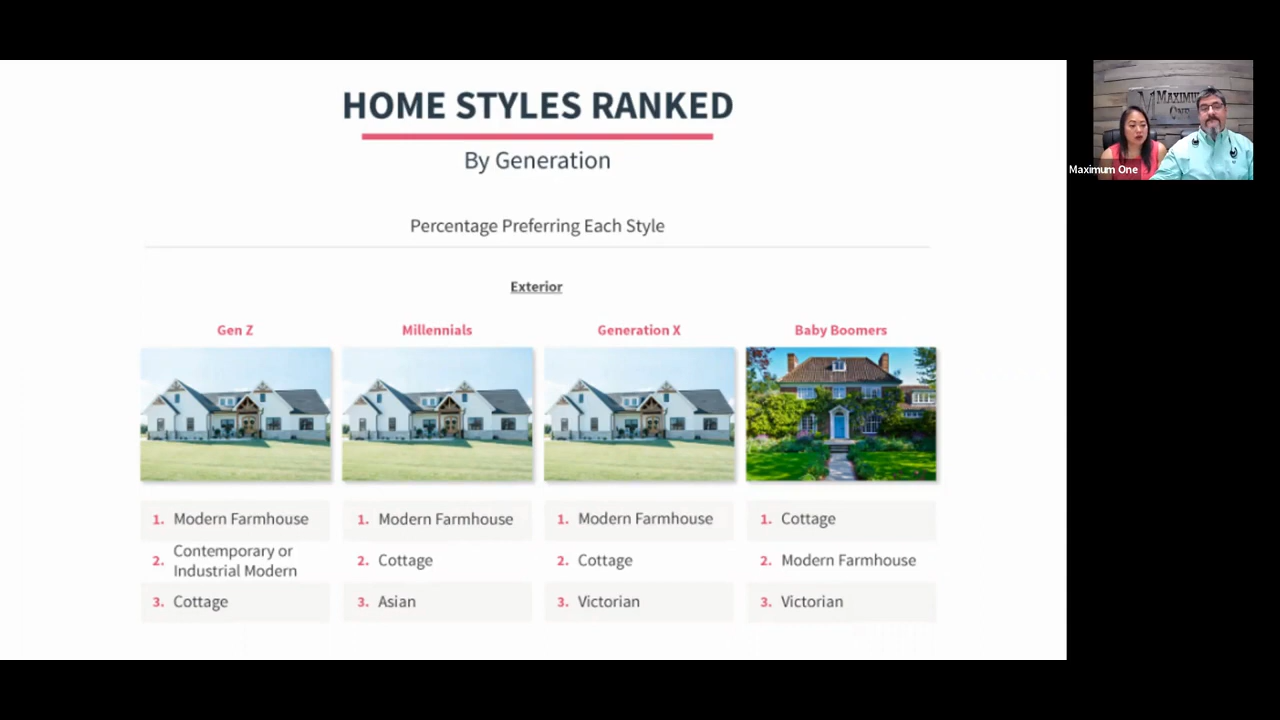 HOME STYLES RANKED
By Generation
Percentage Preferring Each Style
Exterior
Gen Z
Millennials
Generation X
Baby Boomers
1. Modern Farmhouse
2. Contemporary or
Industrial Modern
3. Cottage
1. Modern Farmhouse
2. Cottage
3. Asian
1. Modern Farmhouse
2. Cottage
3. Victorian
1. Cottage
2. Modern Farmhouse
3. Victorian
Maximum One